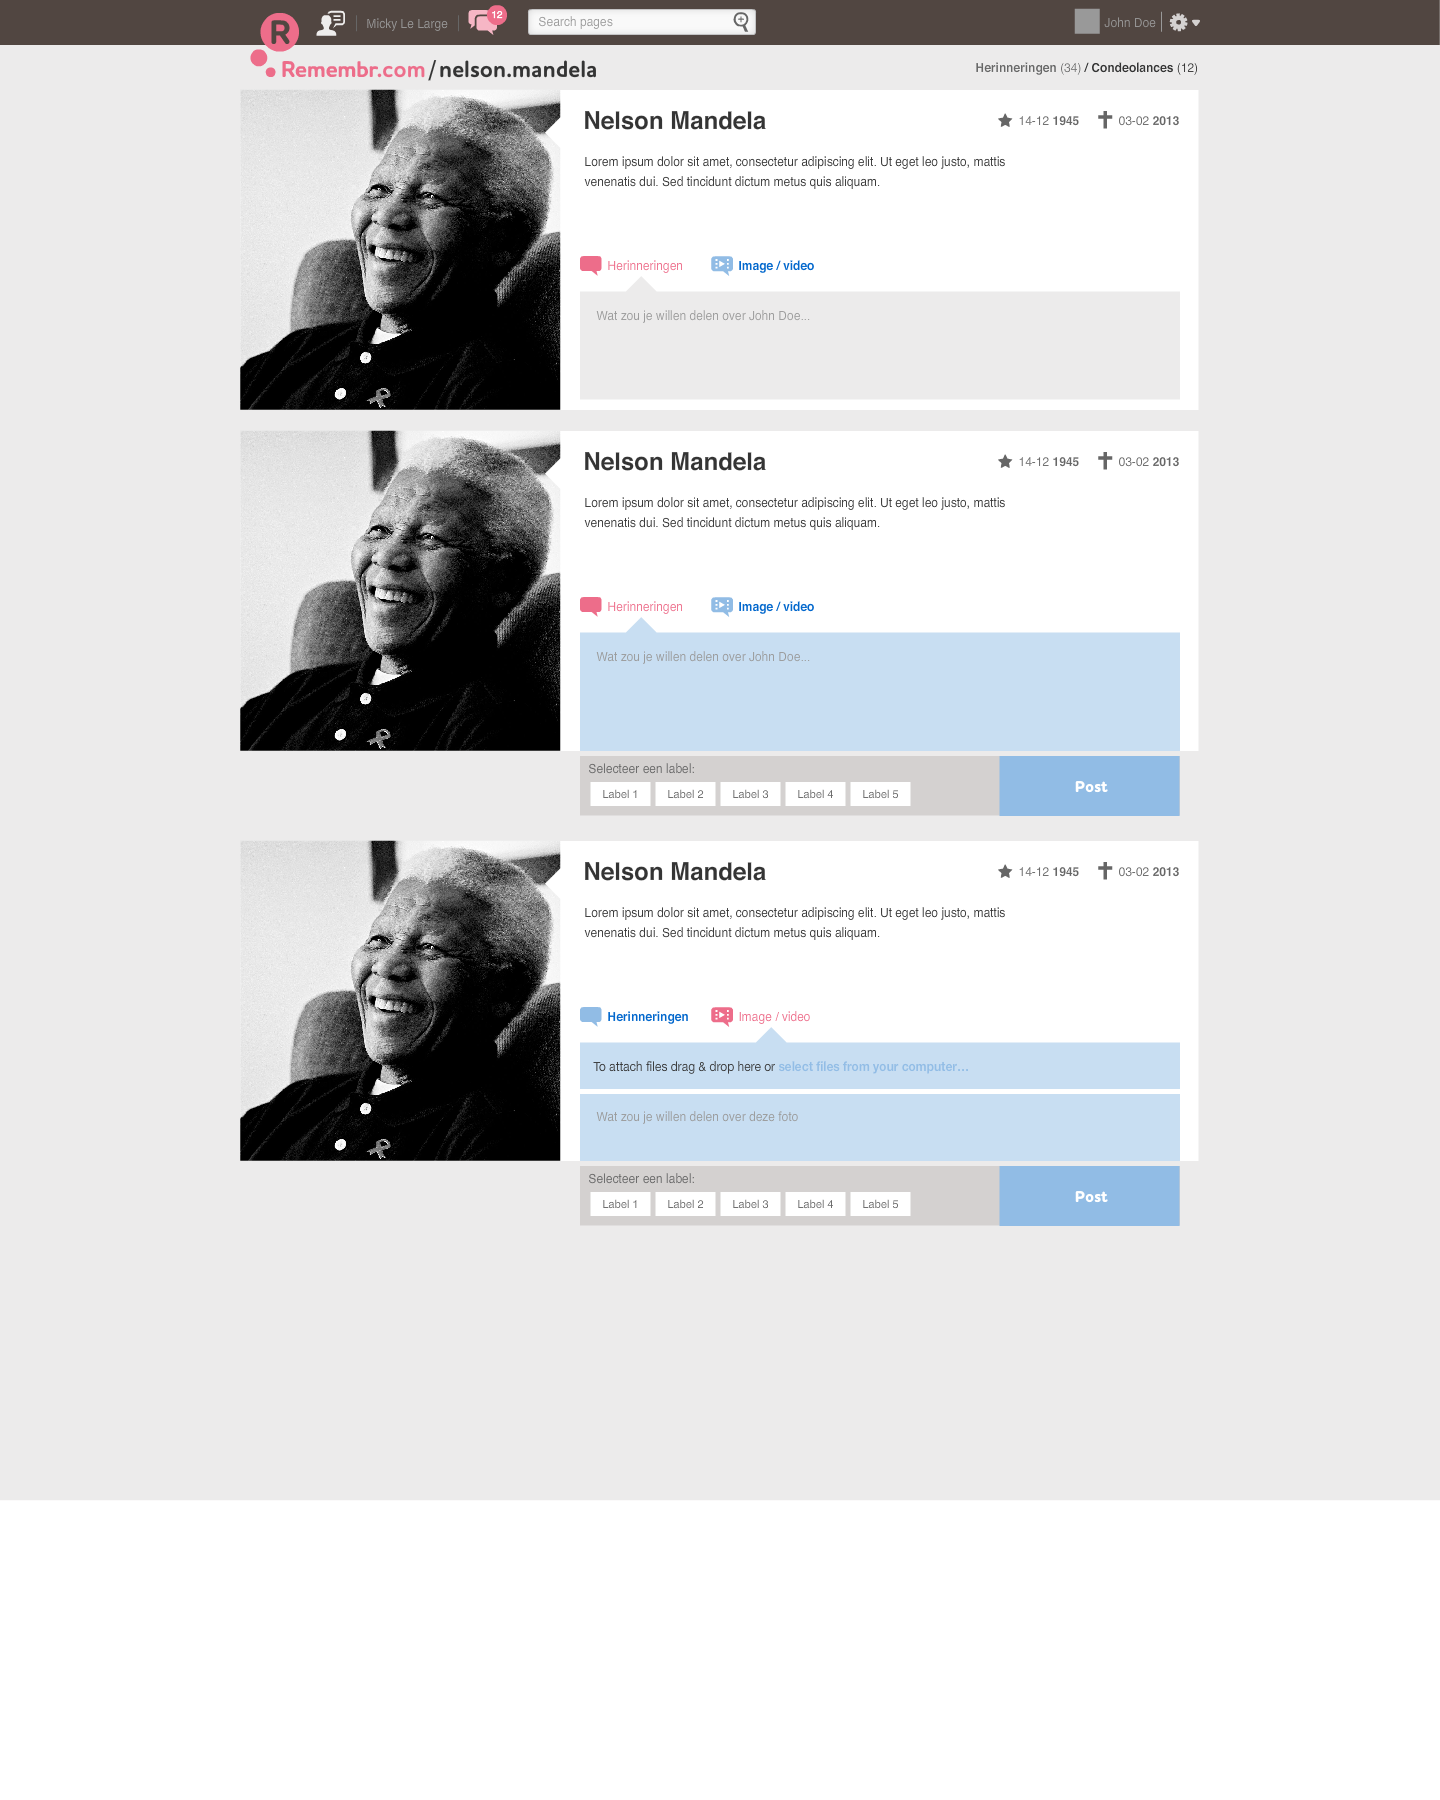 R
Micky Le Large
12
Search pages
John Doe
Remembr.com/nelson.mandela
Herinneringen (34) / Condeolances (12)
Nelson Mandela
14-12 1945
03-02 2013
Lorem ipsum dolor sit amet, consectetur adipiscing elit. Ut eget leo justo, mattis
venenatis dui. Sed tincidunt dictum metus quis aliquam.
Herinneringen
Image / video
Wat zou je willen delen over John Doe...
Nelson Mandela
14-12 1945
03-02 2013
Lorem ipsum dolor sit amet, consectetur adipiscing elit. Ut eget leo justo, mattis
venenatis dui. Sed tincidunt dictum metus quis aliquam.
Herinneringen
Image / video
Wat zou je willen delen over John Doe...
Selecteer een label:
Label 1
Label 2
Label 3
Label 4
Label 5
Post
Nelson Mandela
14-12 1945
03-02 2013
Lorem ipsum dolor sit amet, consectetur adipiscing elit. Ut eget leo justo, mattis
venenatis dui. Sed tincidunt dictum metus quis aliquam.
Herinneringen
Image / video
To attach files drag & drop here or select files from your computer...
Wat zou je willen delen over deze foto
Selecteer een label:
Label 1
Label 2
Label 3
Label 4
Label 5
Post